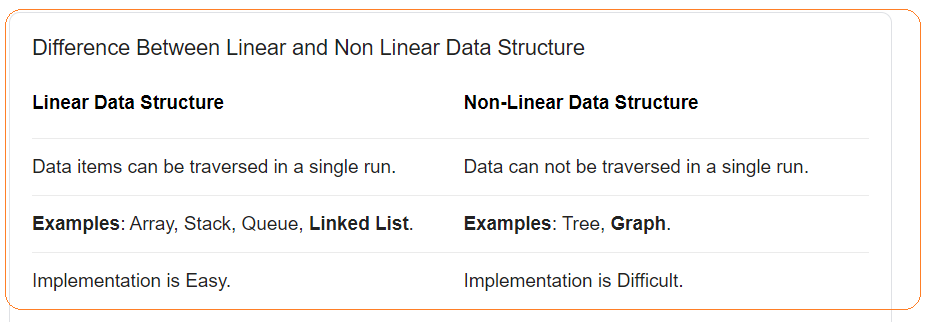 Difference Between Linear and Non Linear Data Structure
Linear Data Structure
Non-Linear Data Structure
Data items can be traversed in a single run.
Data can not be traversed in a single run.
Examples: Array, Stack, Queue, Linked List.
Examples: Tree, Graph.
Implementation is Easy.
Implementation is Difficult.